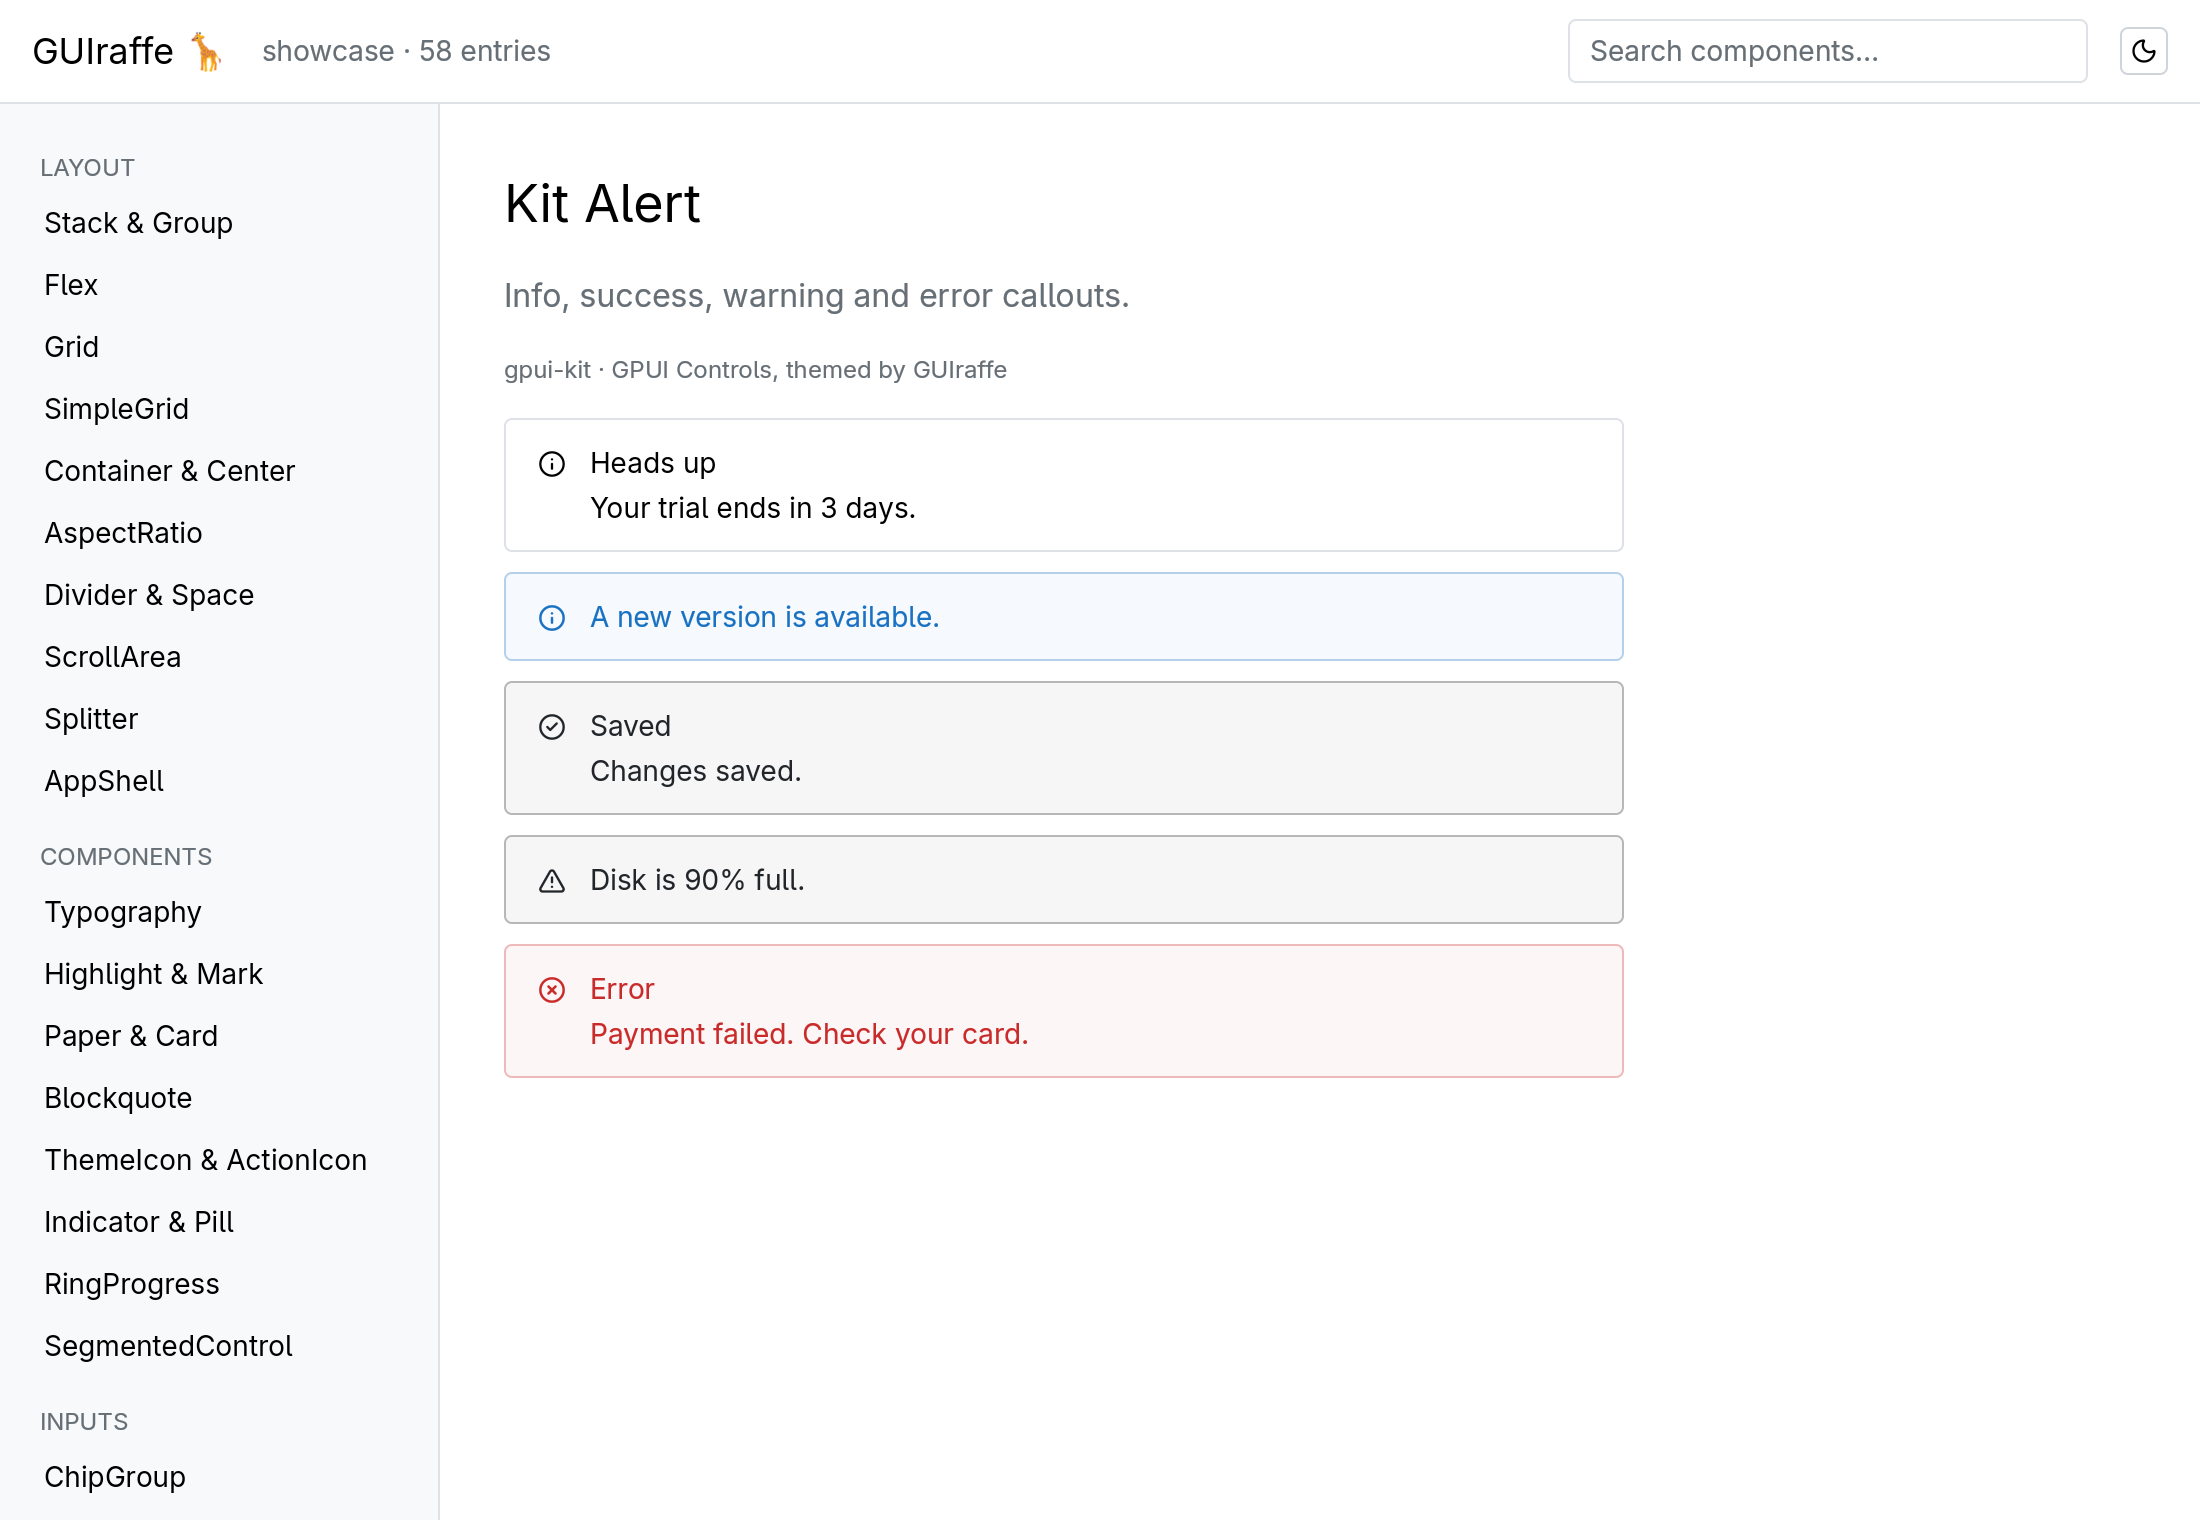 GUIraffe 🦒
showcase · 58 entries
Search components...
LAYOUT
Stack & Group
Flex
Grid
SimpleGrid
Container & Center
AspectRatio
Divider & Space
ScrollArea
Splitter
AppShell
COMPONENTS
Typography
Highlight & Mark
Paper & Card
Blockquote
ThemeIcon & ActionIcon
Indicator & Pill
RingProgress
SegmentedControl
INPUTS
ChipGroup
Kit Alert
Info, success, warning and error callouts.
gpui-kit · GPUI Controls, themed by GUIraffe
Heads up
Your trial ends in 3 days.
A new version is available.
Saved
Changes saved.
Disk is 90% full.
Error
Payment failed. Check your card.